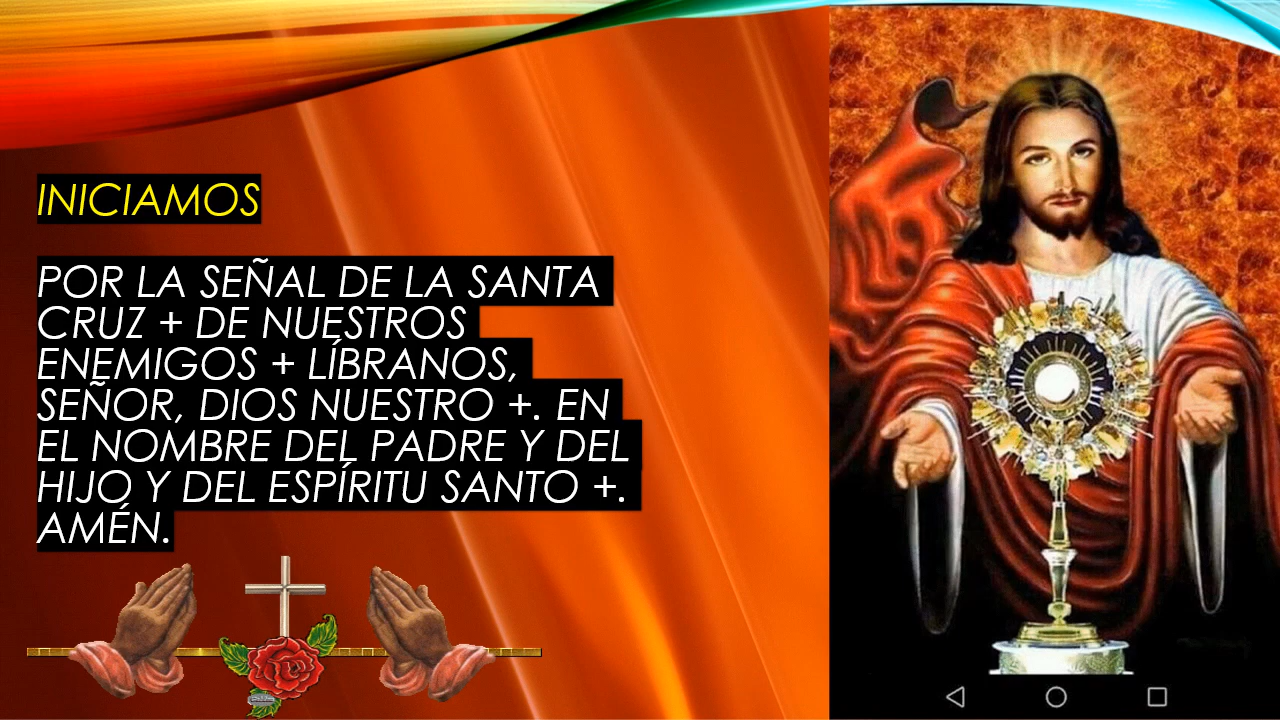 INICIAMOS
POR LA SEÑAL DE LA SANTA
CRUZ + DE NUESTROS
ENEMIGOS + LÍBRANOS,
SEÑOR, DIOS NUESTRO +. EN
EL NOMBRE DEL PADRE Y DEL
HIJO Y DEL ESPÍRITU SANTO +.
AMÉN.